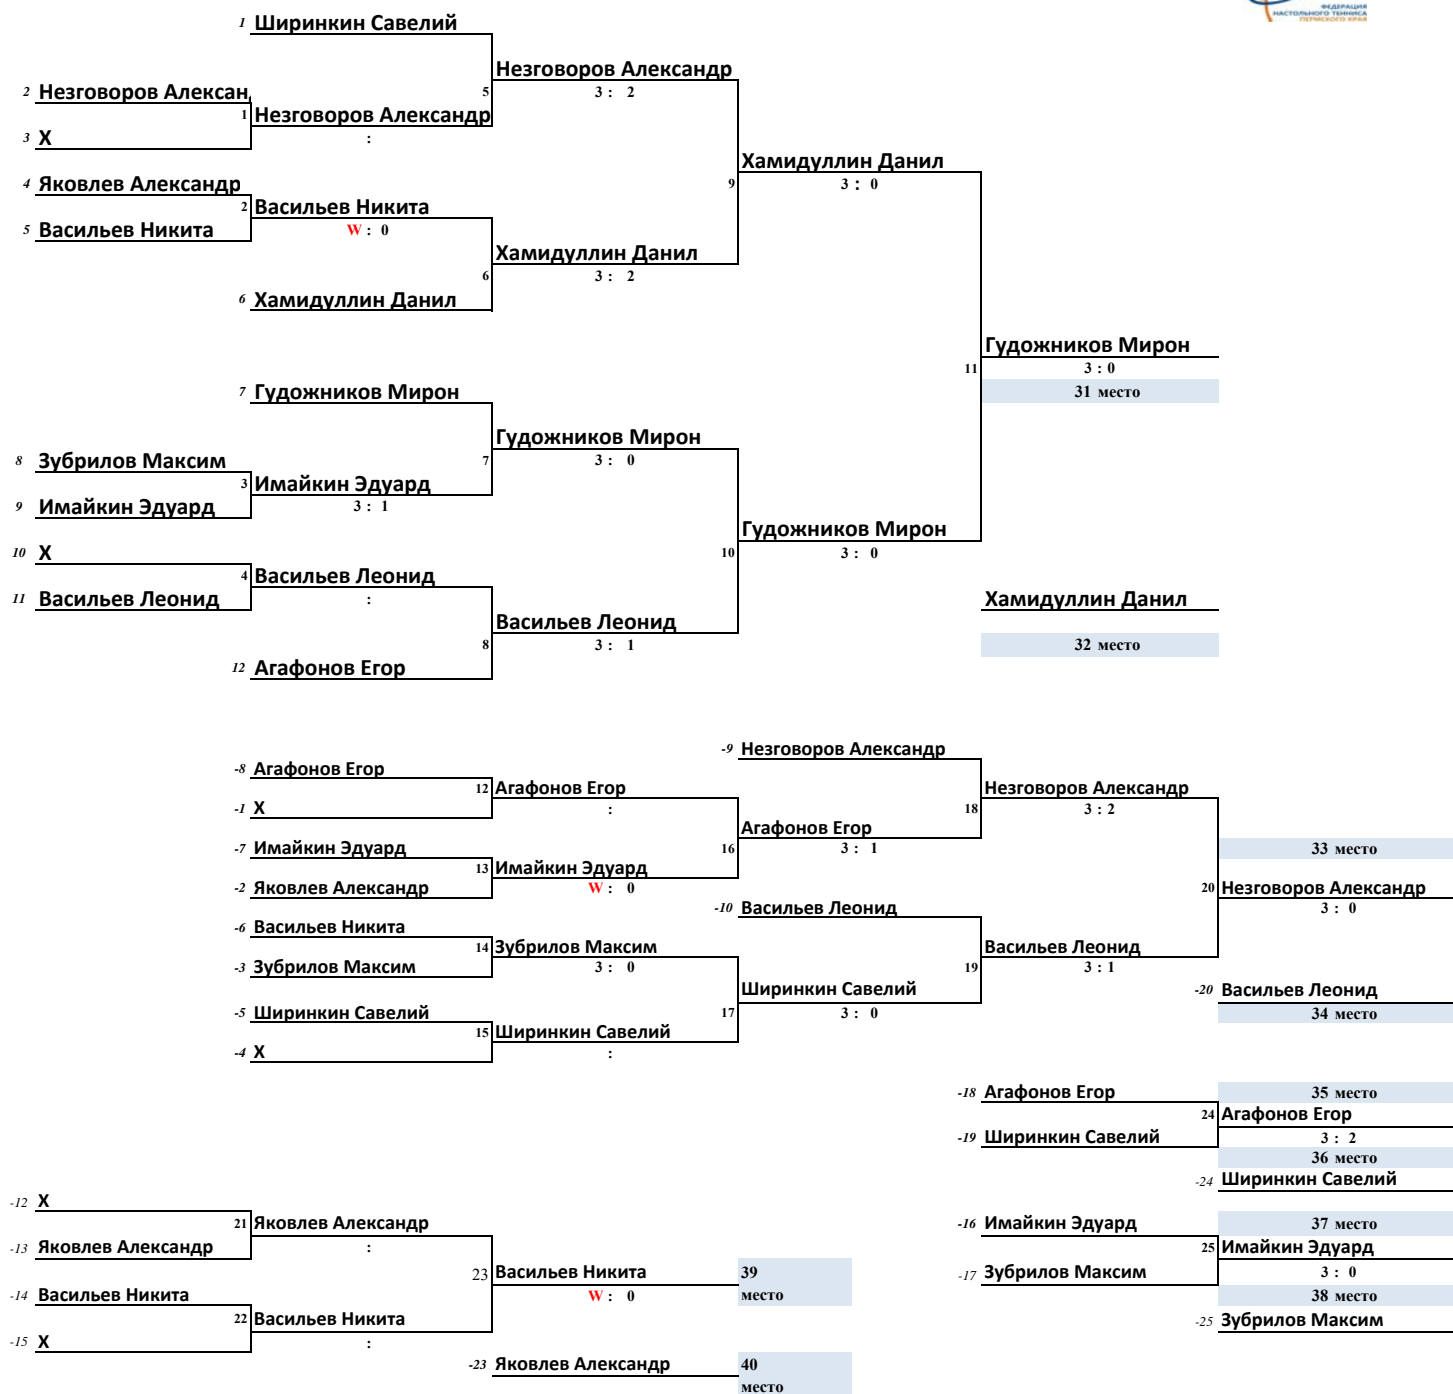 ФЕДЕРАЦИЯ
НАСТОЛЬНОГО ТЕННИСА
ПЕРМСКОГО КРАЯ
1 Ширинкин Савелий
Незговоров Александр
2 Незговоров Алексан
5 3 : 2
1 Незговоров Александр
3 X
:
Хамидуллин Данил
4 Яковлев Александр
9 3 : 0
2 Васильев Никита
5 Васильев Никита
W : 0
Хамидуллин Данил
6 3 : 2
6 Хамидуллин Данил
Гудожников Мирон
11 3 : 0
7 Гудожников Мирон
31 место
Гудожников Мирон
8 Зубрилов Максим
7 3 : 0
3 Имайкин Эдуард
9 Имайкин Эдуард
3 : 1
Гудожников Мирон
10 X
10 3 : 0
4 Васильев Леонид
11 Васильев Леонид
:
Хамидуллин Данил
Васильев Леонид
8 3 : 1
32 место
12 Агафонов Егор
-9 Незговоров Александр
-8 Агафонов Егор
12 Агафонов Егор
Незговоров Александр
-1 X
:
18 3 : 2
Агафонов Егор
-7 Имайкин Эдуард
16 3 : 1
33 место
13 Имайкин Эдуард
-2 Яковлев Александр
W : 0
20 Незговоров Александр
3 : 0
-10 Васильев Леонид
-6 Васильев Никита
14 Зубрилов Максим
Васильев Леонид
-3 Зубрилов Максим
3 : 0
19 3 : 1
Ширинкин Савелий
-20 Васильев Леонид
-5 Ширинкин Савелий
17 3 : 0
34 место
15 Ширинкин Савелий
-4 X
:
-18 Агафонов Егор
35 место
24 Агафонов Егор
-19 Ширинкин Савелий
3 : 2
36 место
-24 Ширинкин Савелий
-12 X
21 Яковлев Александр
-16 Имайкин Эдуард
37 место
-13 Яковлев Александр
:
25 Имайкин Эдуард
23 Васильев Никита
39
-17 Зубрилов Максим
3 : 0
-14 Васильев Никита
W : 0
место
38 место
22 Васильев Никита
-25 Зубрилов Максим
-15 X
:
-23 Яковлев Александр
40
место